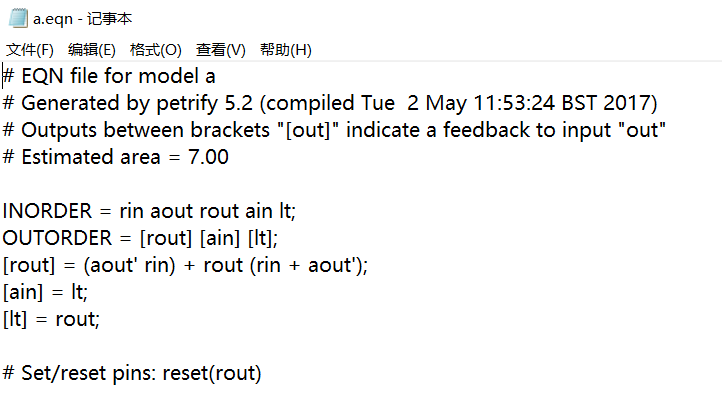 a.eqn - 记事本
文件(F) 编辑(E) 格式(O) 查看(V) 帮助(H)
# EQN file for model a
# Generated by petrify 5.2 (compiled Tue  2 May 11:53:24 BST 2017)
# Outputs between brackets "[out]" indicate a feedback to input "out"
# Estimated area = 7.00
INORDER = rin aout rout ain lt;
OUTORDER = [rout] [ain] [lt];
[rout] = (aout' rin) + rout (rin + aout');
[ain] = lt;
[lt] = rout;
# Set/reset pins: reset(rout)